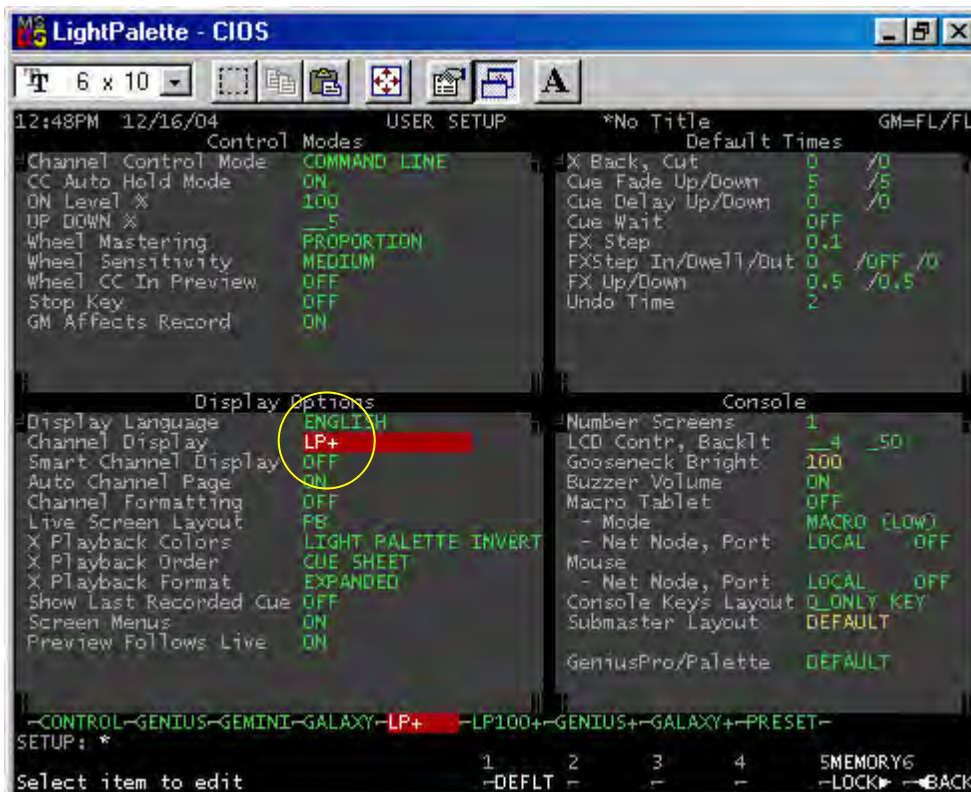 LightPalette - CIOS
6 x 10
A
12:48PM 12/16/04 USER SETUP *No Title GM=FL/FL
Control Modes
Channel Control Mode COMMAND LINE
CC Auto Hold Mode ON
ON Level % 100
UP DOWN % __5
Wheel Mastering PROPORTION
Wheel Sensitivity MEDIUM
Wheel CC In Preview OFF
Stop Key OFF
GM Affects Record ON
Default Times
X Back, Cut 0 /0
Cue Fade Up/Down 5 /5
Cue Delay Up/Down 0 /0
Cue Wait OFF
FX Step 0.1
FXStep In/Dwell/Out 0 /OFF /0
FX Up/Down 0.5 /0.5
Undo Time 2
Display Options
Display Language ENGLISH
Channel Display LP+
Smart Channel Display OFF
Auto Channel Page ON
Channel Formatting OFF
Live Screen Layout PB
X Playback Colors LIGHT PALETTE INVERT
X Playback Order CUE SHEET
X Playback Format EXPANDED
Show Last Recorded Cue OFF
Screen Menus ON
Preview Follows Live ON
Console
Number Screens 1
LCD Contr, Backlt __4 _50
Gooseneck Bright 100
Buzzer Volume ON
Macro Tablet OFF
- Mode MACRO (LOW)
- Net Node, Port LOCAL OFF
Mouse
- Net Node, Port LOCAL OFF
Console Keys Layout Q_ONLY KEY
Submaster Layout DEFAULT
GeniusPro/Palette DEFAULT
CONTROL GENIUS GEMINI GALAXY LP+ LP100+ GENIUS+ GALAXY+ PRESET
SETUP: *
1 2 3 4 5MEMORY6
Select item to edit DEFLT LOCK► ◄BACK